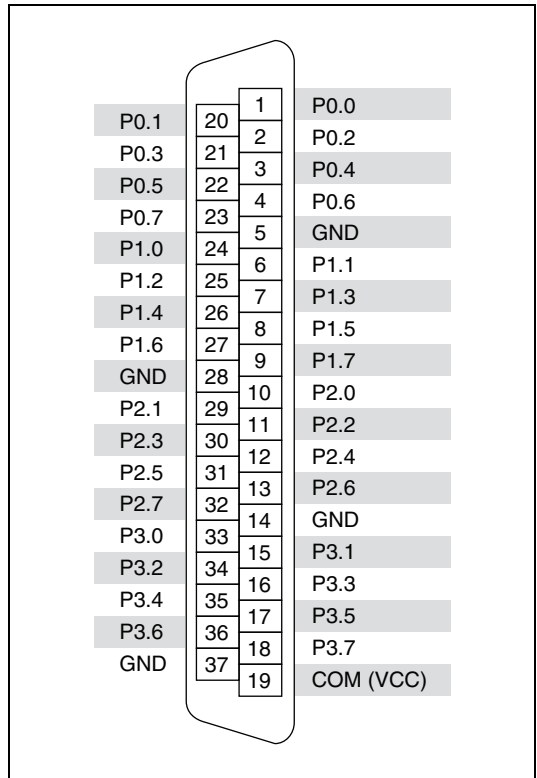 1 P0.0
P0.1 20
2 P0.2
P0.3 21
3 P0.4
P0.5 22
4 P0.6
P0.7 23
5 GND
P1.0 24
6 P1.1
P1.2 25
7 P1.3
P1.4 26
8 P1.5
P1.6 27
9 P1.7
GND 28
10 P2.0
P2.1 29
11 P2.2
P2.3 30
12 P2.4
P2.5 31
13 P2.6
P2.7 32
14 GND
P3.0 33
15 P3.1
P3.2 34
16 P3.3
P3.4 35
17 P3.5
P3.6 36
18 P3.7
GND 37
19 COM (VCC)